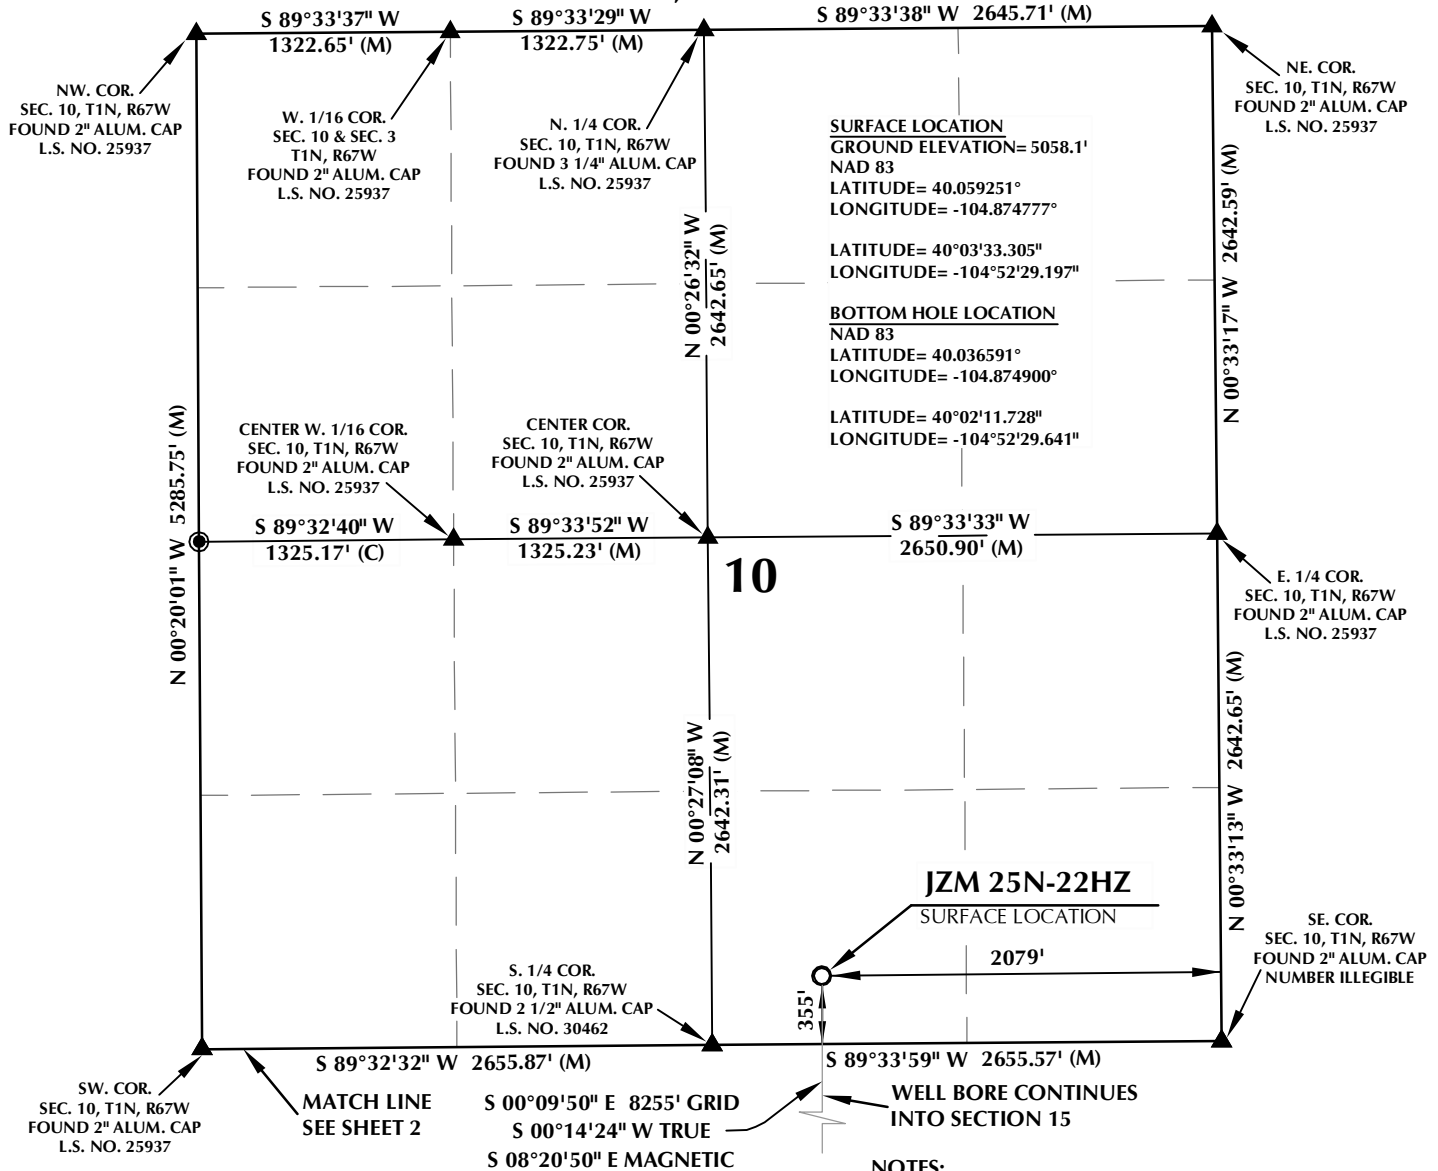 S 89°33'37" W
1322.65' (M)
S 89°33'29" W
1322.75' (M)
S 89°33'38" W 2645.71' (M)
NW. COR.
SEC. 10, T1N, R67W
FOUND 2" ALUM. CAP
L.S. NO. 25937
W. 1/16 COR.
SEC. 10 & SEC. 3
T1N, R67W
FOUND 2" ALUM. CAP
L.S. NO. 25937
N. 1/4 COR.
SEC. 10, T1N, R67W
FOUND 3 1/4" ALUM. CAP
L.S. NO. 25937
NE. COR.
SEC. 10, T1N, R67W
FOUND 2" ALUM. CAP
L.S. NO. 25937
SURFACE LOCATION
GROUND ELEVATION= 5058.1'
NAD 83
LATITUDE= 40.059251°
LONGITUDE= -104.874777°
LATITUDE= 40°03'33.305"
LONGITUDE= -104°52'29.197"
BOTTOM HOLE LOCATION
NAD 83
LATITUDE= 40.036591°
LONGITUDE= -104.874900°
LATITUDE= 40°02'11.728"
LONGITUDE= -104°52'29.641"
N 00°26'32" W
2642.65' (M)
N 00°33'17" W 2642.59' (M)
N 00°20'01" W 5285.75' (M)
CENTER W. 1/16 COR.
SEC. 10, T1N, R67W
FOUND 2" ALUM. CAP
L.S. NO. 25937
CENTER COR.
SEC. 10, T1N, R67W
FOUND 2" ALUM. CAP
L.S. NO. 25937
S 89°32'40" W
1325.17' (C)
S 89°33'52" W
1325.23' (M)
S 89°33'33" W
2650.90' (M)
10
E. 1/4 COR.
SEC. 10, T1N, R67W
FOUND 2" ALUM. CAP
L.S. NO. 25937
N 00°27'08" W
2642.31' (M)
N 00°33'13" W 2642.65' (M)
JZM 25N-22HZ
SURFACE LOCATION
2079'
355'
SE. COR.
SEC. 10, T1N, R67W
FOUND 2" ALUM. CAP
NUMBER ILLEGIBLE
S. 1/4 COR.
SEC. 10, T1N, R67W
FOUND 2 1/2" ALUM. CAP
L.S. NO. 30462
S 89°32'32" W 2655.87' (M)
S 89°33'59" W 2655.57' (M)
SW. COR.
SEC. 10, T1N, R67W
FOUND 2" ALUM. CAP
L.S. NO. 25937
MATCH LINE
SEE SHEET 2
S 00°09'50" E 8255' GRID
S 00°14'24" W TRUE
S 08°20'50" E MAGNETIC
WELL BORE CONTINUES
INTO SECTION 15
NOTES: